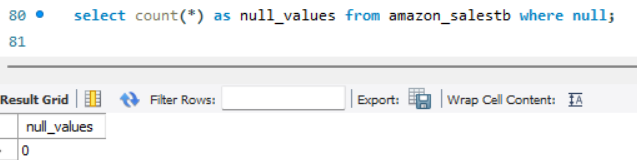 80 select count(*) as null_values from amazon_salestb where null;
81
Result Grid Filter Rows: Export: Wrap Cell Content:
null_values
0